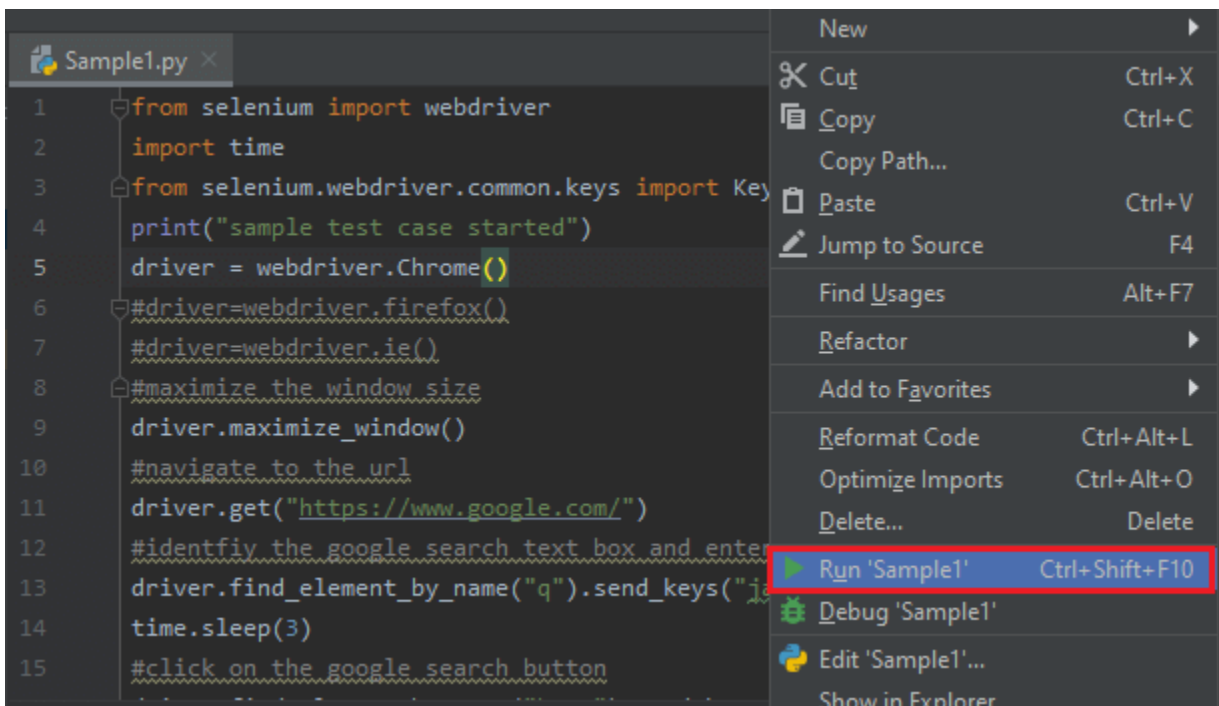 Sample1.py
1 from selenium import webdriver
2 import time
3 from selenium.webdriver.common.keys import Key
4 print("sample test case started")
5 driver = webdriver.Chrome()
6 #driver=webdriver.firefox()
7 #driver=webdriver.ie()
8 #maximize the window size
9 driver.maximize_window()
10 #navigate to the url
11 driver.get("https://www.google.com/")
12 #identfiy the google search text box and enter
13 driver.find_element_by_name("q").send_keys("ja
14 time.sleep(3)
15 #click on the google search button
New
Cut Ctrl+X
Copy Ctrl+C
Copy Path...
Paste Ctrl+V
Jump to Source F4
Find Usages Alt+F7
Refactor
Add to Favorites
Reformat Code Ctrl+Alt+L
Optimize Imports Ctrl+Alt+O
Delete... Delete
Run 'Sample1' Ctrl+Shift+F10
Debug 'Sample1'
Edit 'Sample1'...
Show in Explorer